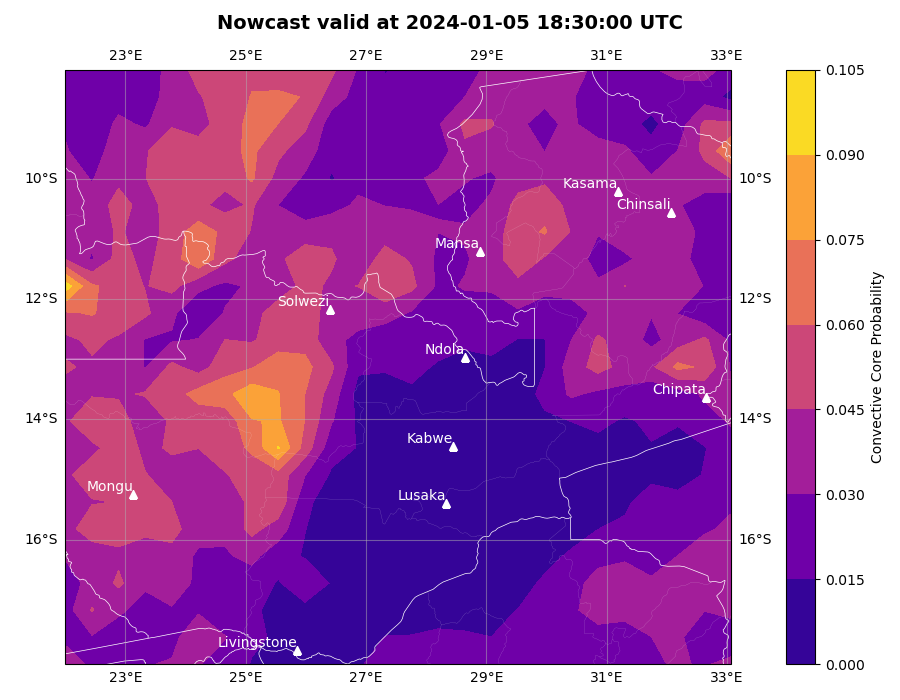 Nowcast valid at 2024-01-05 18:30:00 UTC
23°E 25°E 27°E 29°E 31°E 33°E
0.105
0.090
10°S 10°S
Kasama
Chinsali
0.075
Mansa
12°S 12°S
Solwezi
0.060
Ndola
Chipata
14°S 14°S
0.045
Kabwe
Mongu
Lusaka
0.030
16°S 16°S
0.015
Livingstone
0.000
23°E 25°E 27°E 29°E 31°E 33°E
Convective Core Probability